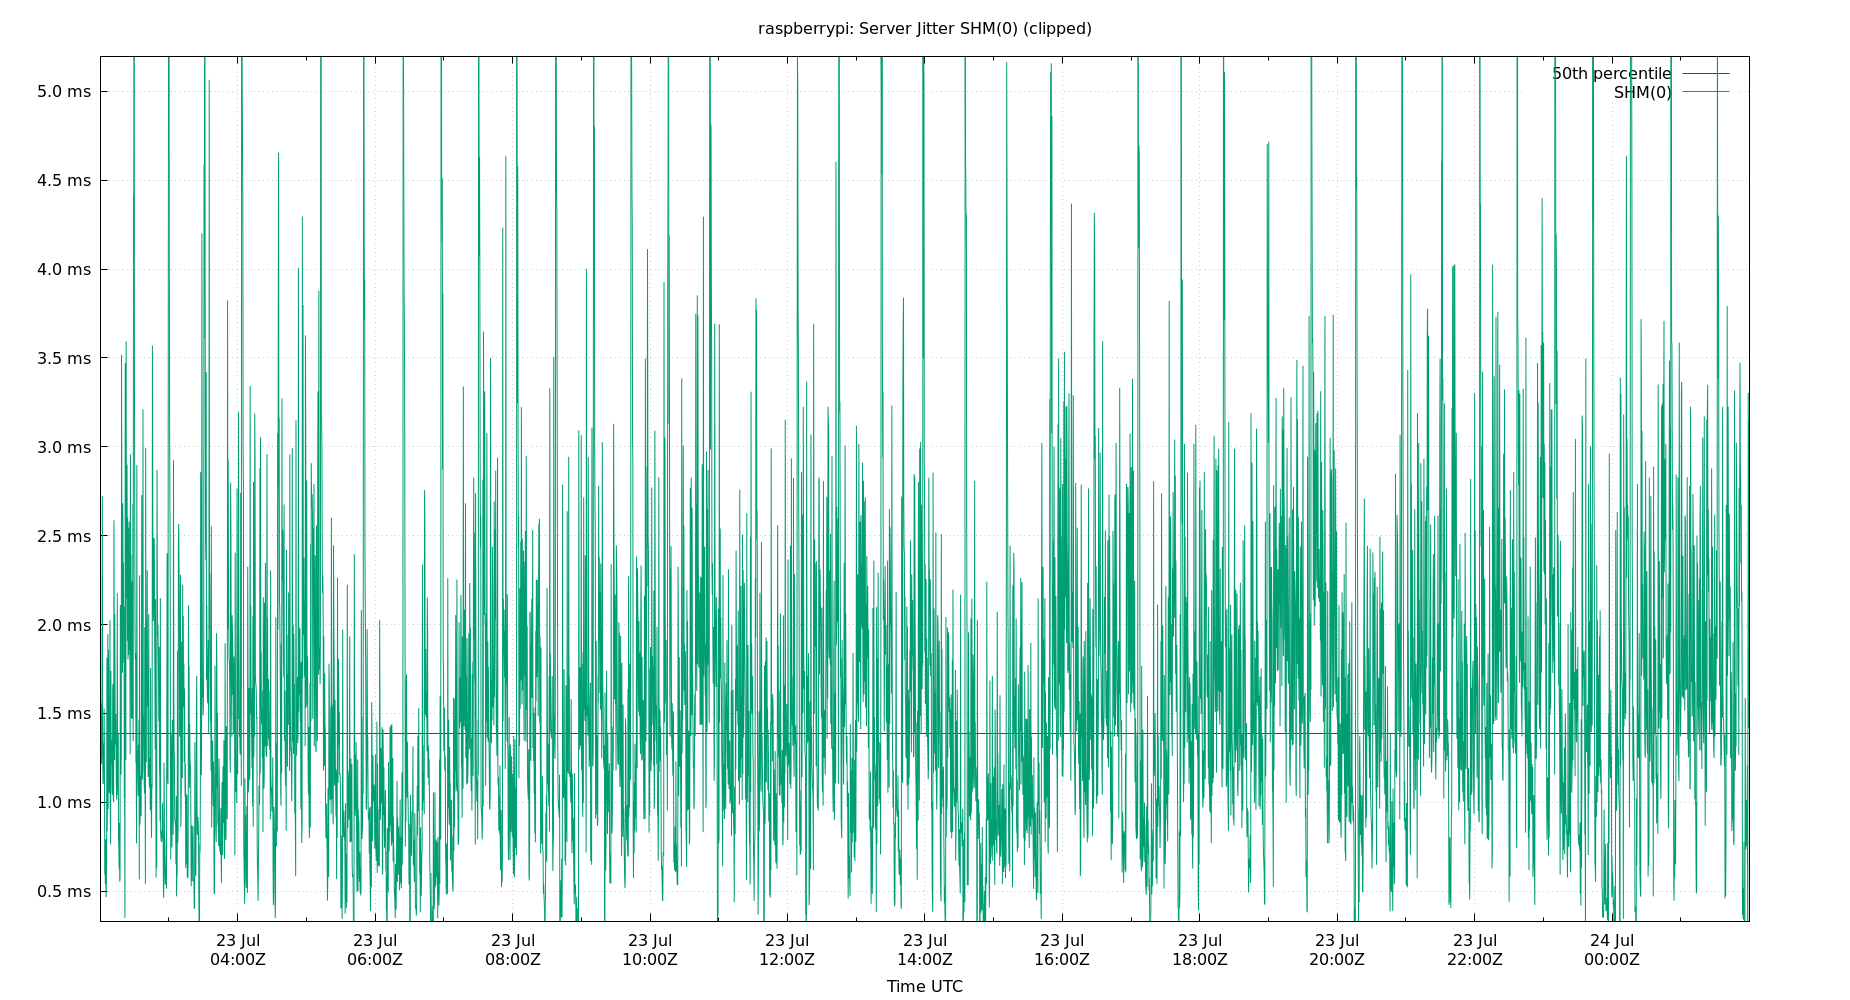 raspberrypi: Server Jitter SHM(0) (clipped)
50th percentile
SHM(0)
5.0 ms
4.5 ms
4.0 ms
3.5 ms
3.0 ms
2.5 ms
2.0 ms
1.5 ms
1.0 ms
0.5 ms
23 Jul 23 Jul 23 Jul 23 Jul 23 Jul 23 Jul 23 Jul 23 Jul 23 Jul 23 Jul 24 Jul
04:00Z 06:00Z 08:00Z 10:00Z 12:00Z 14:00Z 16:00Z 18:00Z 20:00Z 22:00Z 00:00Z
Time UTC